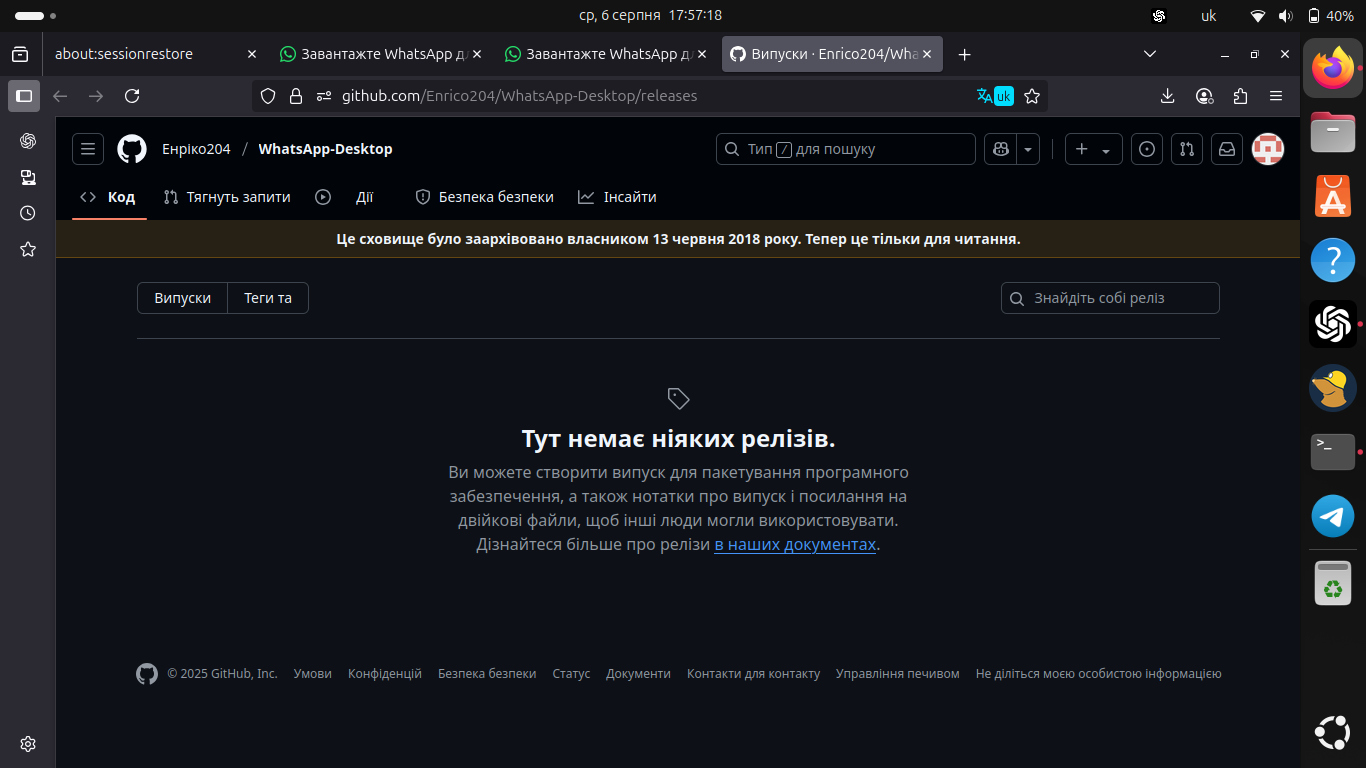 ср, 6 серпня 17:57:18
uk
40%
about:sessionrestore
Завантажте WhatsApp д
Завантажте WhatsApp д
Випуски · Enrico204/Wha
github.com/Enrico204/WhatsApp-Desktop/releases
uk
Енріко204 / WhatsApp-Desktop
Тип / для пошуку
Код
Тягнуть запити
Дії
Безпека безпеки
Інсайти
Це сховище було заархівовано власником 13 червня 2018 року. Тепер це тільки для читання.
Випуски
Теги та
Знайдіть собі реліз
Тут немає ніяких релізів.
Ви можете створити випуск для пакетування програмного
забезпечення, а також нотатки про випуск і посилання на
двійкові файли, щоб інші люди могли використовувати.
Дізнайтеся більше про релізи в наших документах.
© 2025 GitHub, Inc. Умови Конфіденцій Безпека безпеки Статус Документи Контакти для контакту Управління печивом Не діліться моєю особистою інформацією